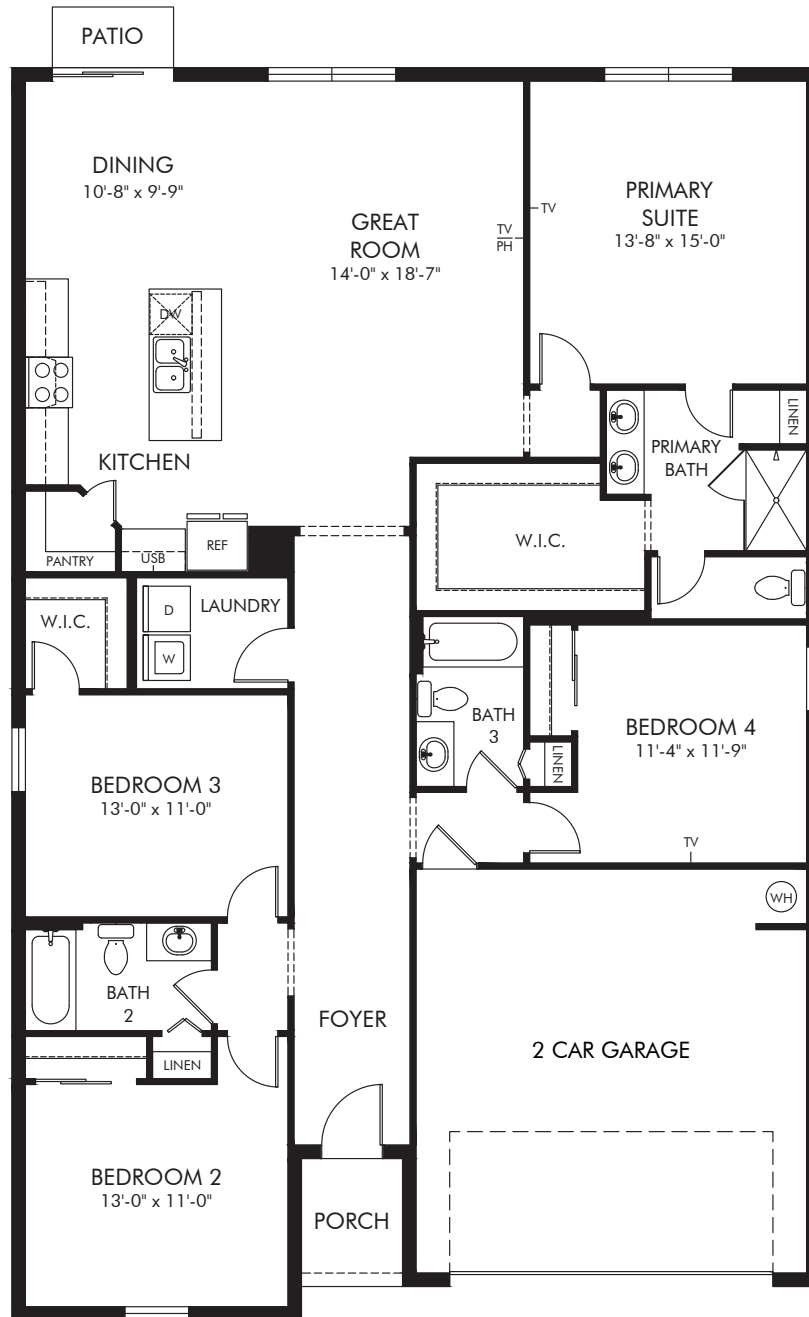 PATIO
DINING
10'-8" x 9'-9"
GREAT
ROOM
14'-0" x 18'-7"
TV
PH
TV
PRIMARY
SUITE
13'-8" x 15'-0"
DW
KITCHEN
LINEN
PRIMARY
BATH
PANTRY
USB
REF
W.I.C.
W.I.C.
D
W
LAUNDRY
BATH
3
LINEN
BEDROOM 4
11'-4" x 11'-9"
TV
BEDROOM 3
13'-0" x 11'-0"
WH
BATH
2
LINEN
FOYER
2 CAR GARAGE
BEDROOM 2
13'-0" x 11'-0"
PORCH